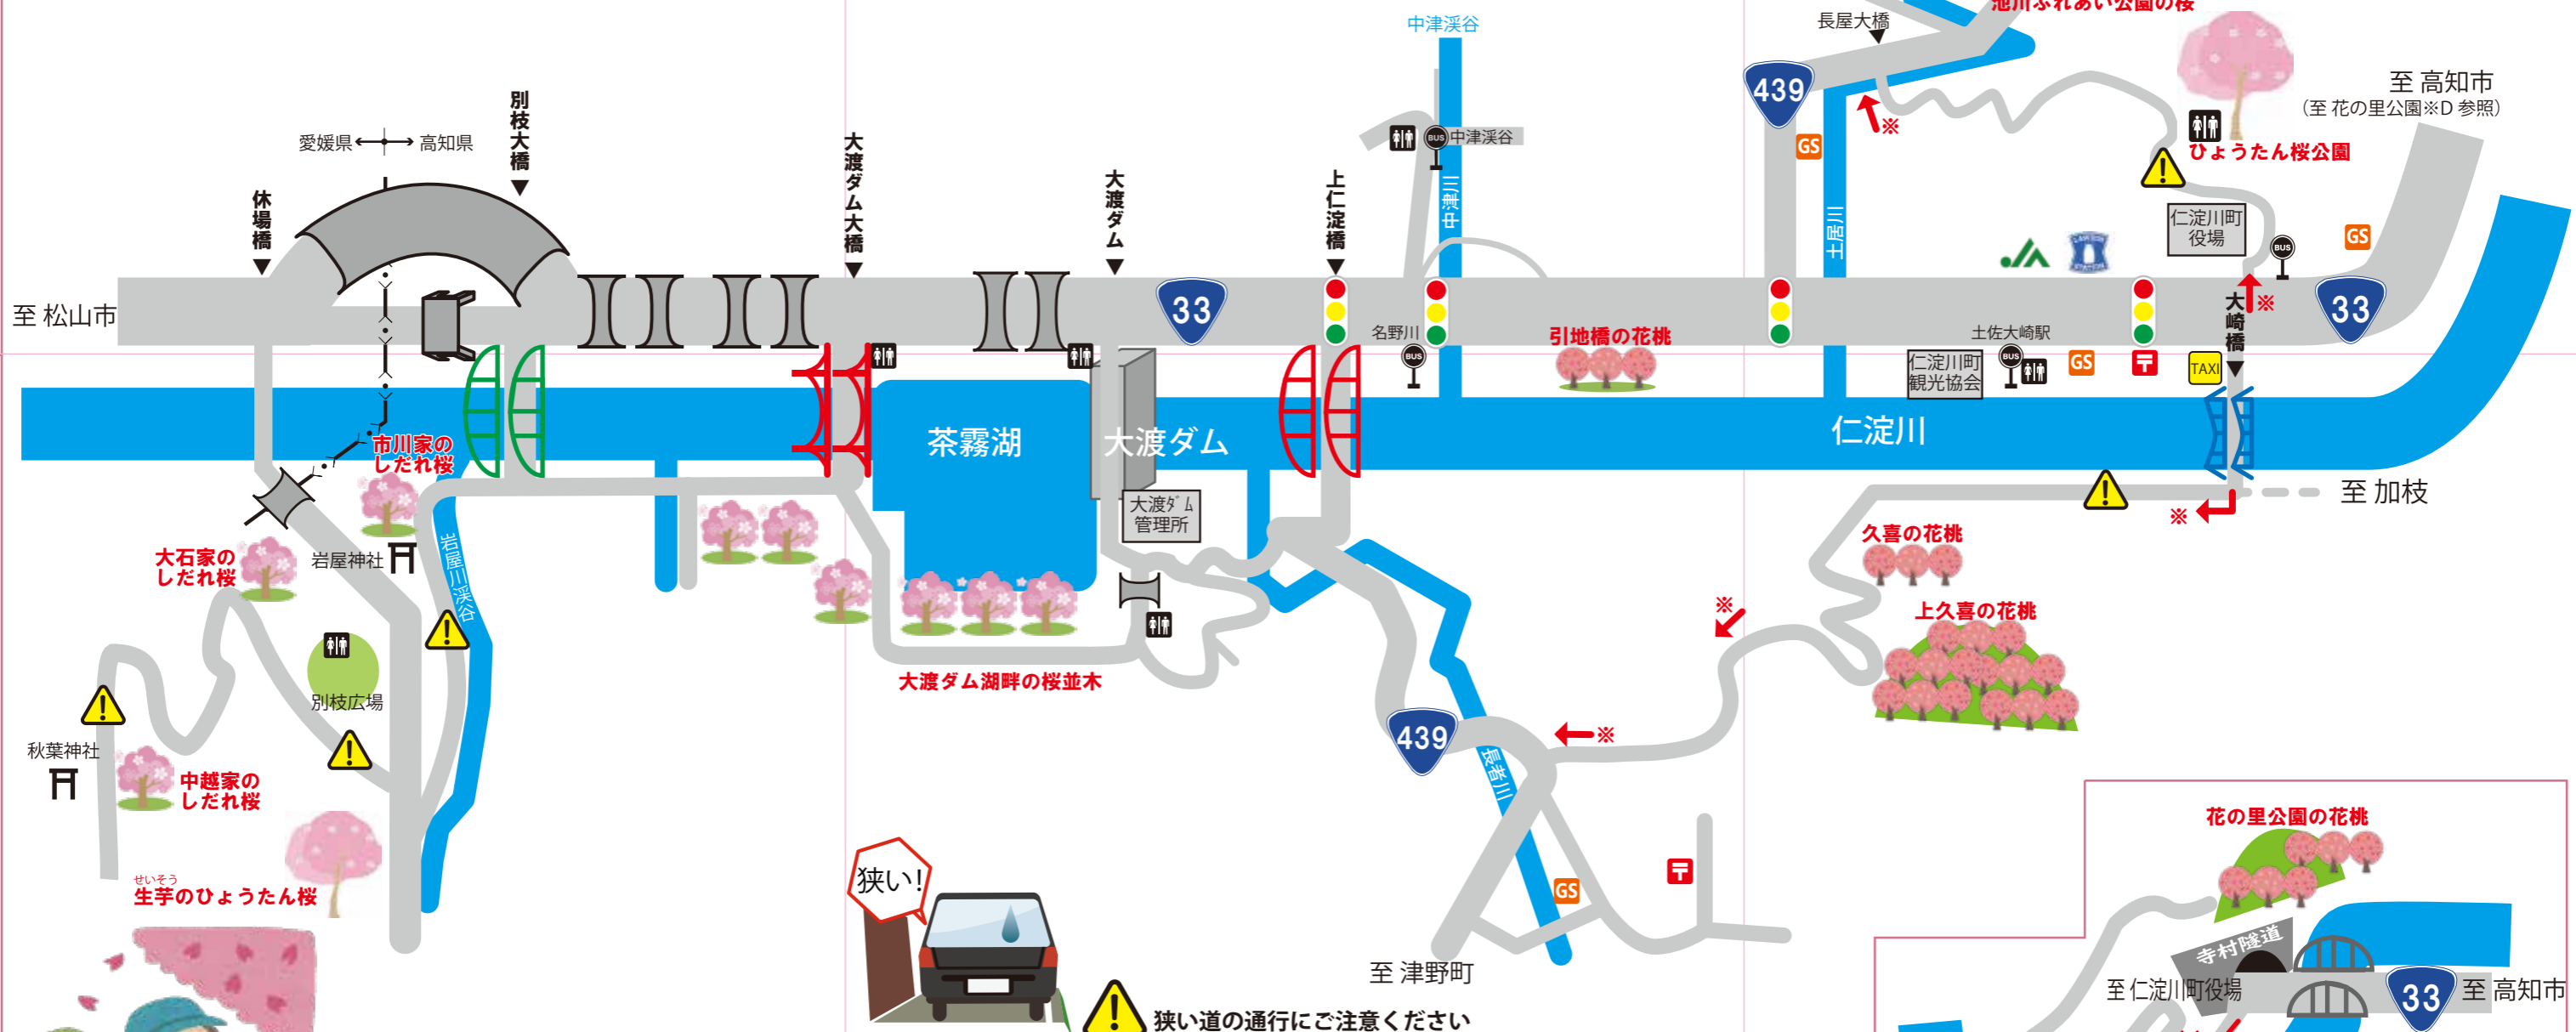 池川ふれあい公園の桜
中津渓谷
長屋大橋
439
至 高知市
（至 花の里公園※D 参照）
愛媛県
高知県
別枝大橋
休場橋
大渡ダム大橋
大渡ダム
上仁淀橋
BUS
中津渓谷
中津川
GS
※
土居川
ひょうたん桜公園
仁淀川町
役場
BUS
GS
至 松山市
33
名野川
BUS
引地橋の花桃
土佐大崎駅
BUS
仁淀川町
観光協会
GS
〒
TAXI
大崎橋
※
33
市川家の
しだれ桜
茶霧湖
大渡ダム
仁淀川
大渡ダム
管理所
至 加枝
※
大石家の
しだれ桜
岩屋神社
岩屋川渓谷
久喜の花桃
上久喜の花桃
※
別枝広場
大渡ダム湖畔の桜並木
439
※
長者川
秋葉神社
中越家の
しだれ桜
せいそう
生芋のひょうたん桜
狭い!
GS
〒
至 津野町
狭い道の通行にご注意ください
花の里公園の花桃
寺村隧道
至 仁淀川町役場
33
至 高知市